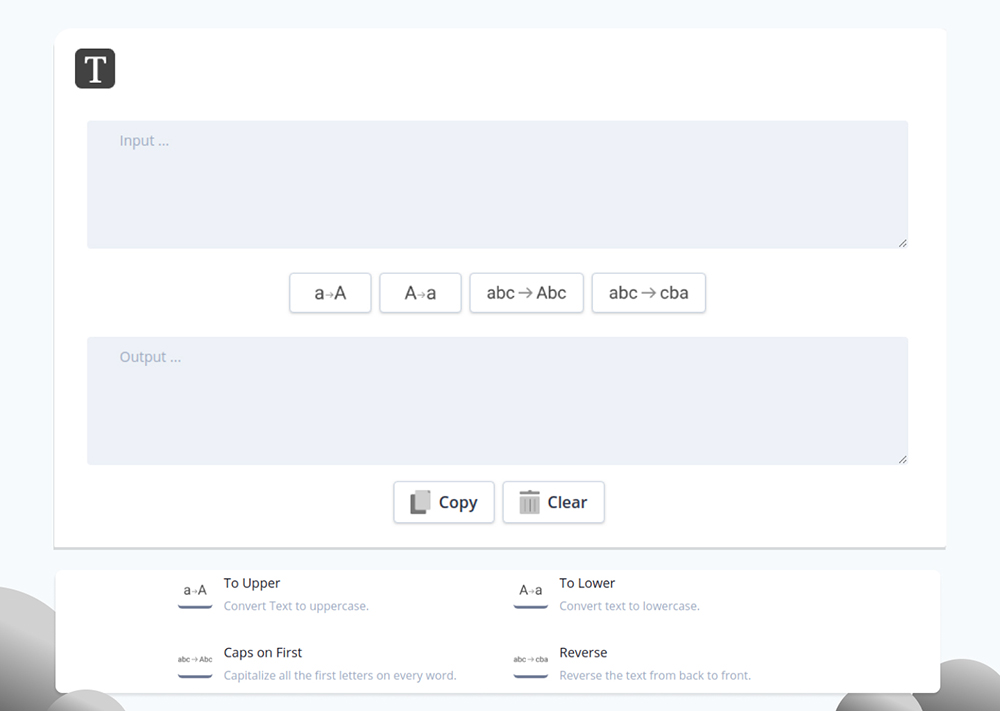 T
Input ...
a→A A→a abc→Abc abc→cba
Output ...
Copy Clear
a→A To Upper
Convert Text to uppercase.
A→a To Lower
Convert text to lowercase.
abc→Abc Caps on First
Capitalize all the first letters on every word.
abc→cba Reverse
Reverse the text from back to front.